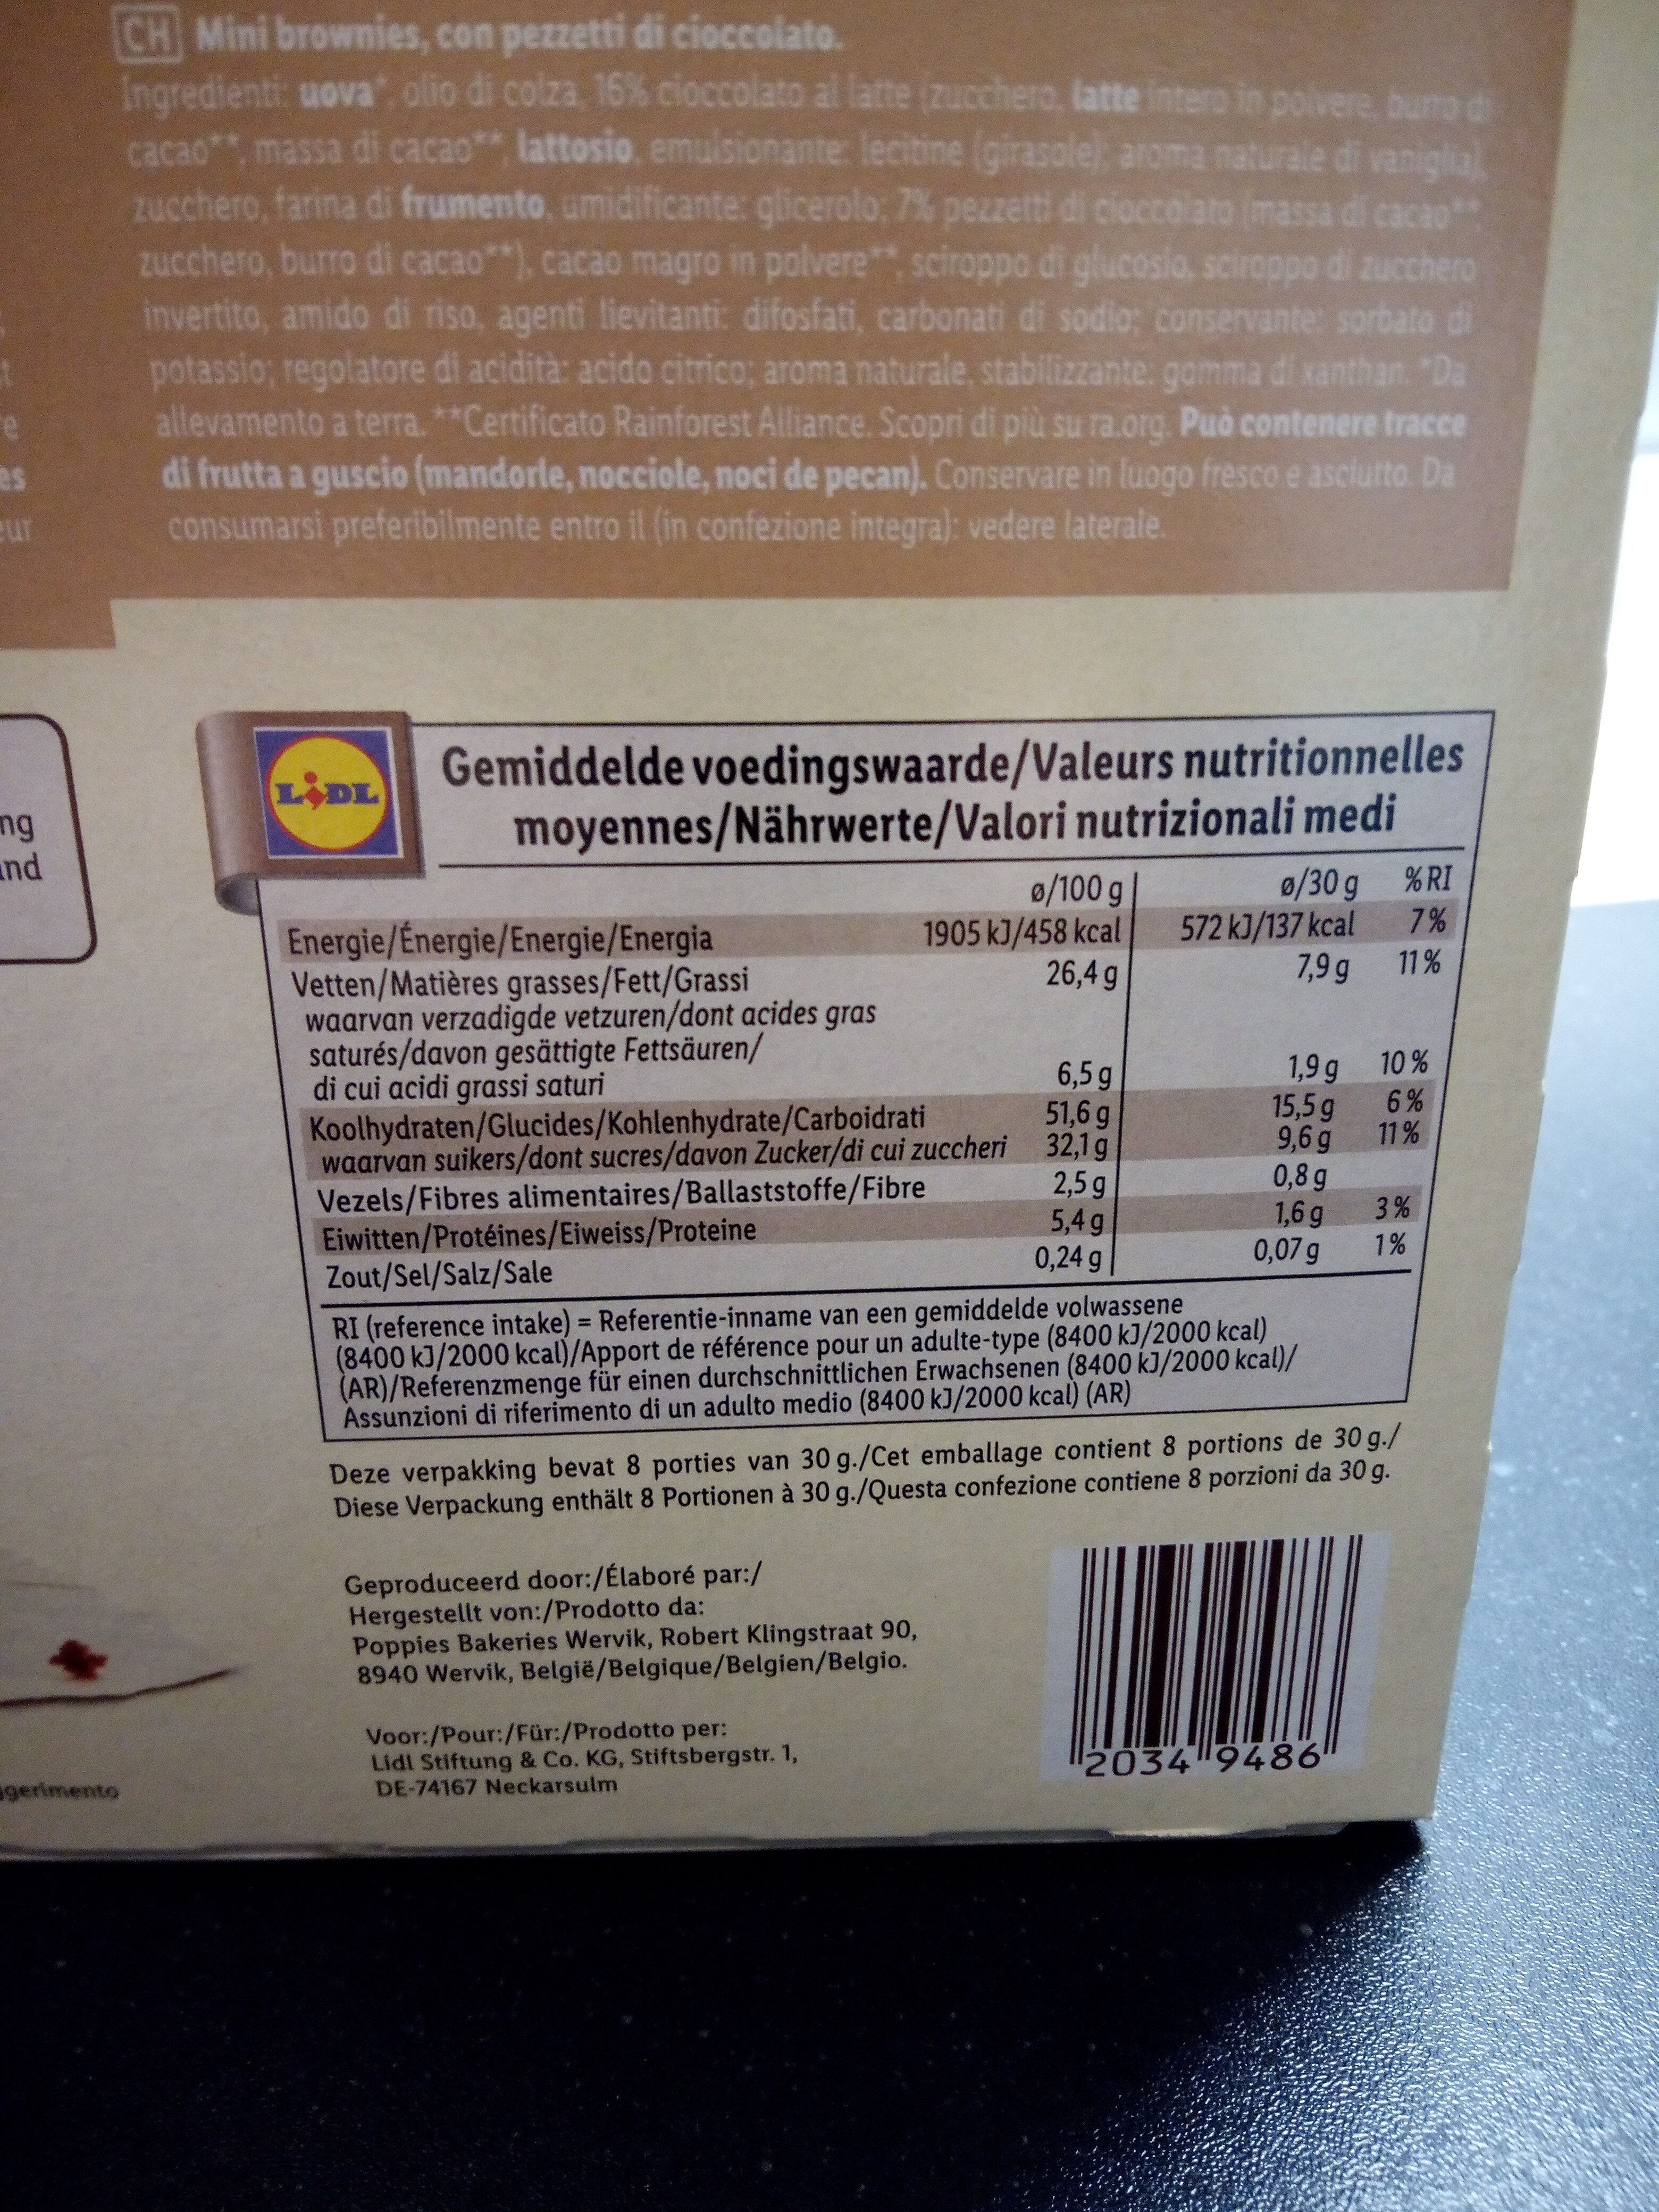 CH Mini brownies, con pezzetti di cioccolato.
Ingredienti: uova*, olio di colza, 16% cioccolato al latte (zucchero, latte intero in polvere, burro di
cacao**, massa di cacao**, lattosio, emulsionante: lecitine (girasole); aroma naturale di vaniglia),
zucchero, farina di frumento, umidificante: glicerolo; 7% pezzetti di cioccolato (massa di cacao**,
zucchero, burro di cacao**), cacao magro in polvere**, sciroppo di glucosio, sciroppo di zucchero
invertito, amido di riso, agenti lievitanti: difosfati, carbonati di sodio; conservante: sorbato di
potassio; regolatore di acidità: acido citrico; aroma naturale, stabilizzante: gomma di xanthan. *Da
allevamento a terra. **Certificato Rainforest Alliance. Scopri di più su ra.org. Può contenere tracce
di frutta a guscio (mandorle, nocciole, noci de pecan). Conservare in luogo fresco e asciutto. Da
consumarsi preferibilmente entro il (in confezione integra): vedere laterale.
LIDL
Gemiddelde voedingswaarde/Valeurs nutritionnelles
moyennes/Nährwerte/Valori nutrizionali medi
ø/100 g ø/30 g %RI
Energie/Énergie/Energie/Energia 1905 kJ/458 kcal 572 kJ/137 kcal 7%
Vetten/Matières grasses/Fett/Grassi 26,4 g 7,9 g 11%
waarvan verzadigde vetzuren/dont acides gras
saturés/davon gesättigte Fettsäuren/
di cui acidi grassi saturi 6,5 g 1,9 g 10%
Koolhydraten/Glucides/Kohlenhydrate/Carboidrati 51,6 g 15,5 g 6%
waarvan suikers/dont sucres/davon Zucker/di cui zuccheri 32,1 g 9,6 g 11%
Vezels/Fibres alimentaires/Ballaststoffe/Fibre 2,5 g 0,8 g
Eiwitten/Protéines/Eiweiss/Proteine 5,4 g 1,6 g 3%
Zout/Sel/Salz/Sale 0,24 g 0,07 g 1%
RI (reference intake) = Referentie-inname van een gemiddelde volwassene
(8400 kJ/2000 kcal)/Apport de référence pour un adulte-type (8400 kJ/2000 kcal)
(AR)/Referenzmenge für einen durchschnittlichen Erwachsenen (8400 kJ/2000 kcal)/
Assunzioni di riferimento di un adulto medio (8400 kJ/2000 kcal) (AR)
Deze verpakking bevat 8 porties van 30 g./Cet emballage contient 8 portions de 30 g./
Diese Verpackung enthält 8 Portionen à 30 g./Questa confezione contiene 8 porzioni da 30 g.
Geproduceerd door:/Élaboré par:/
Hergestellt von:/Prodotto da:
Poppies Bakeries Wervik, Robert Klingstraat 90,
8940 Wervik, België/Belgique/Belgien/Belgio.
Voor:/Pour:/Für:/Prodotto per:
Lidl Stiftung & Co. KG, Stiftsbergstr. 1,
DE-74167 Neckarsulm
2034 9486